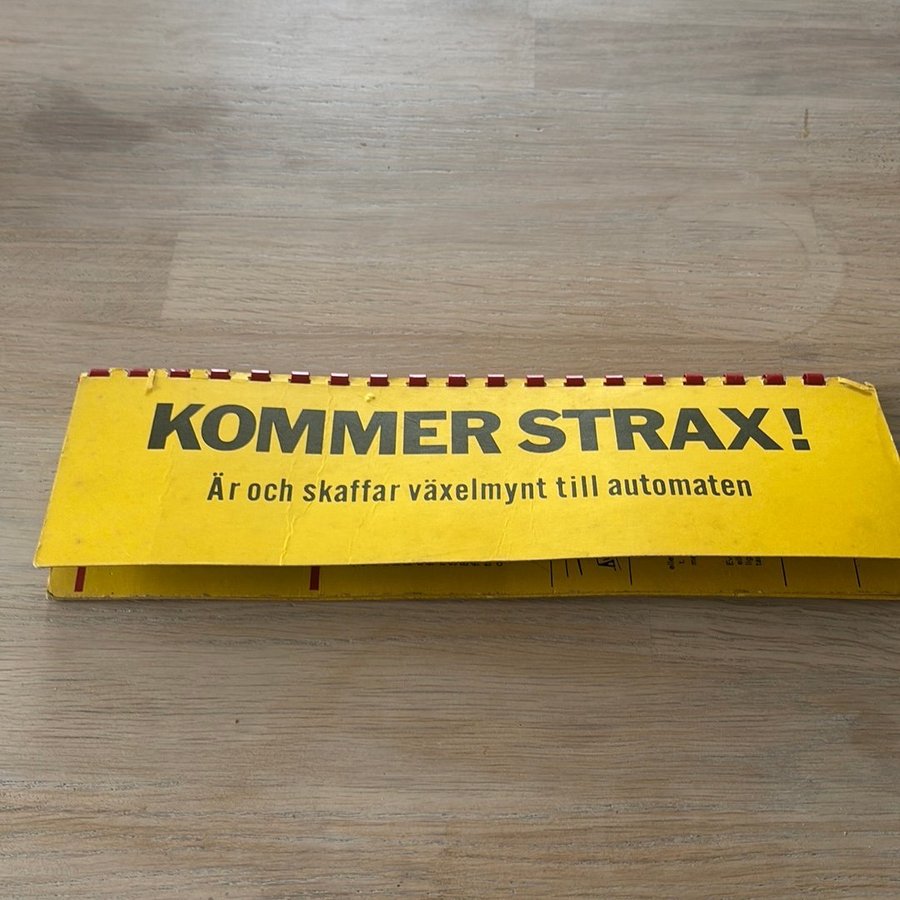 KOMMER STRAX!
Är och skaffar växelmynt till automaten